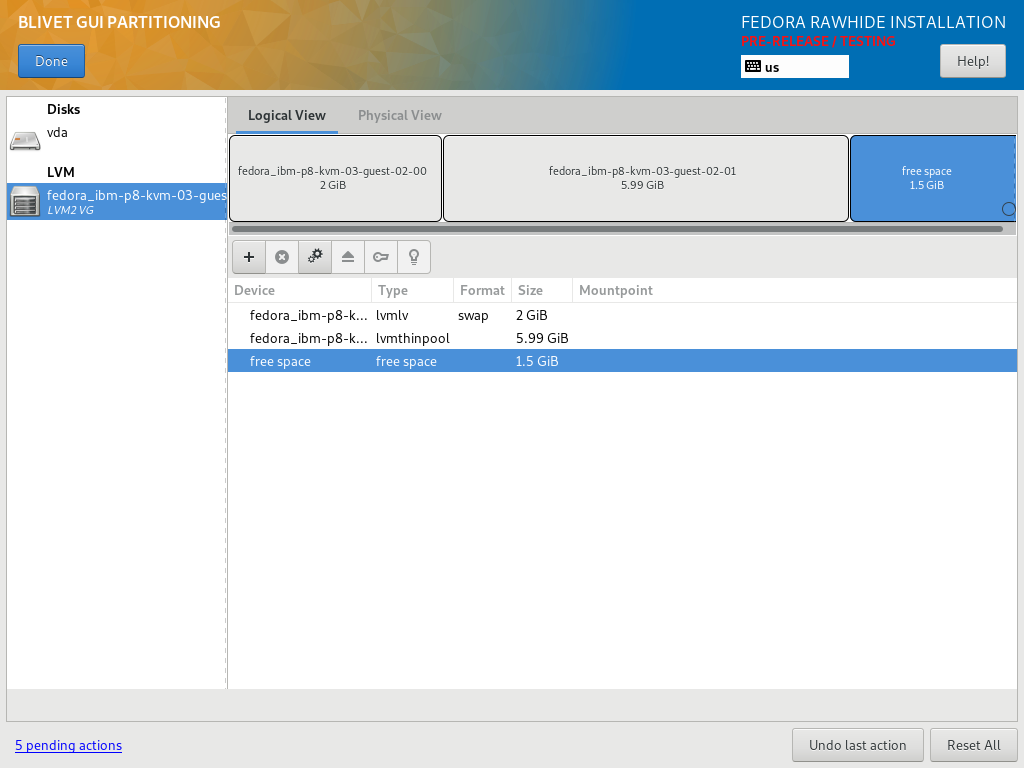 BLIVET GUI PARTITIONING
FEDORA RAWHIDE INSTALLATION
PRE-RELEASE / TESTING
Done
us
Help!
Disks
vda
LVM
fedora_ibm-p8-kvm-03-gues
LVM2 VG
Logical View
Physical View
fedora_ibm-p8-kvm-03-guest-02-00
2 GiB
fedora_ibm-p8-kvm-03-guest-02-01
5.99 GiB
free space
1.5 GiB
Device Type Format Size Mountpoint
fedora_ibm-p8-k... lvmlv swap 2 GiB
fedora_ibm-p8-k... lvmthinpool 5.99 GiB
free space free space 1.5 GiB
5 pending actions
Undo last action
Reset All